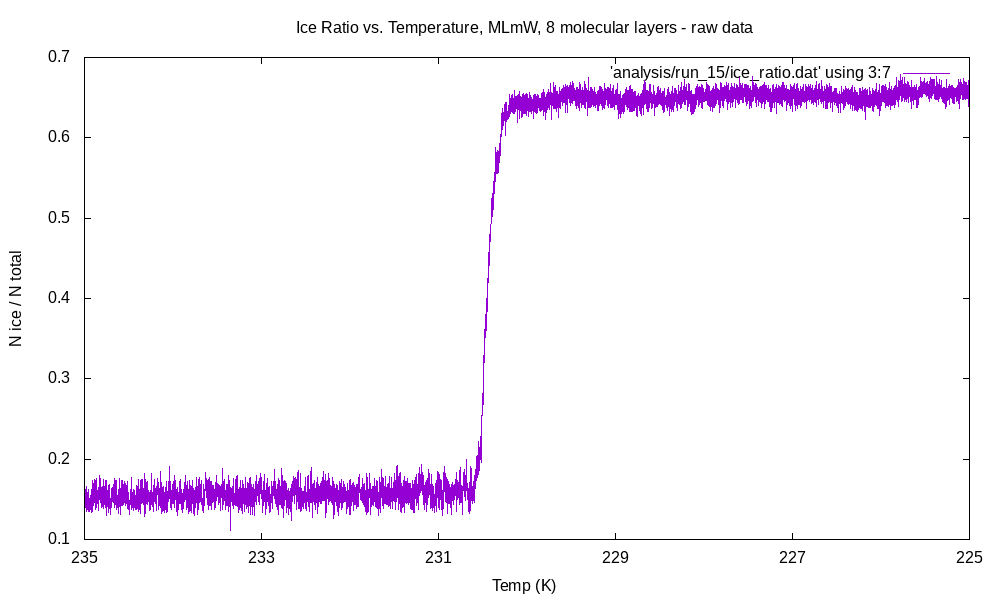 Ice Ratio vs. Temperature, MLmW, 8 molecular layers - raw data
'analysis/run_15/ice_ratio.dat' using 3:7
0.7
0.6
0.5
0.4
0.3
0.2
0.1
N ice / N total
235 233 231 229 227 225
Temp (K)